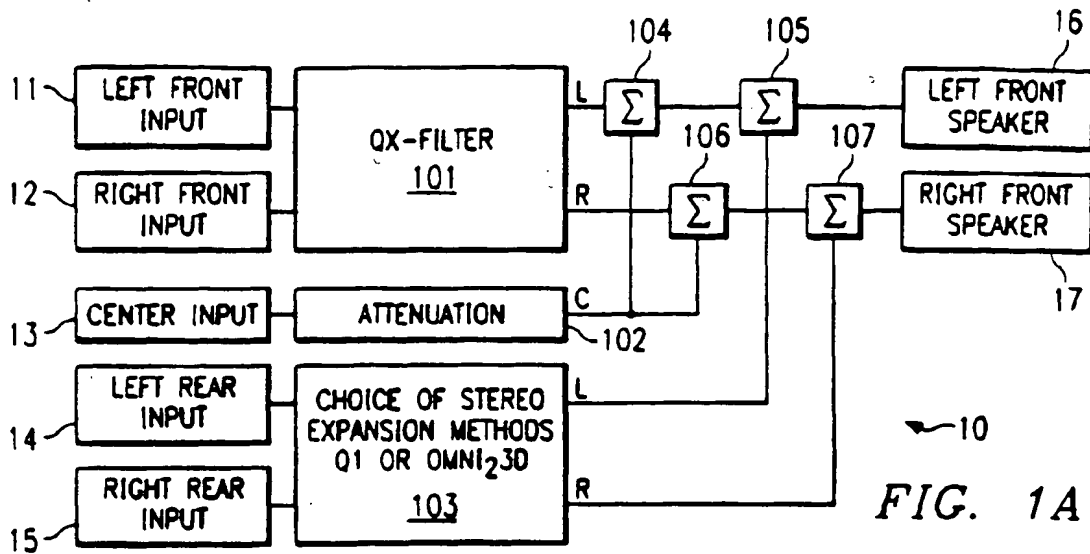 104
105
16
11
LEFT FRONT
INPUT
L
Σ
Σ
LEFT FRONT
SPEAKER
QX-FILTER
101
106
107
12
RIGHT FRONT
INPUT
R
Σ
Σ
RIGHT FRONT
SPEAKER
17
13
CENTER INPUT
ATTENUATION
C
102
14
LEFT REAR
INPUT
CHOICE OF STEREO
EXPANSION METHODS
Q1 OR OMNI₂3D
103
L
10
15
RIGHT REAR
INPUT
R
FIG. 1A